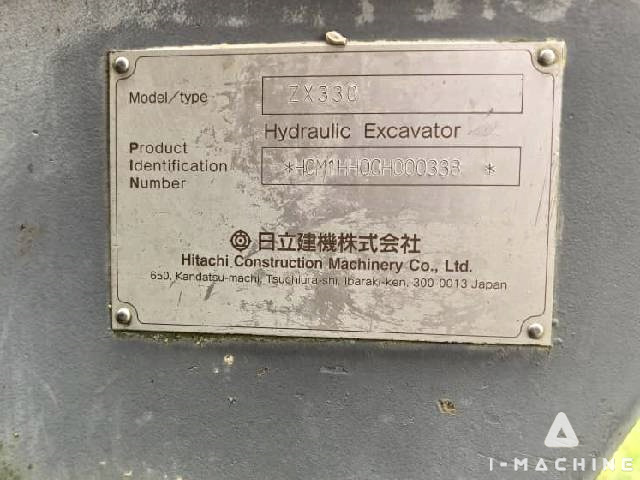 Model/type ZX330
Hydraulic Excavator
Product
Identification
Number
日立建機株式会社
Hitachi Construction Machinery Co., Ltd.
650, Kandatsu-machi, Tsuchiura-shi, Ibaraki-ken, 300-0013 Japan
I-MACHINE